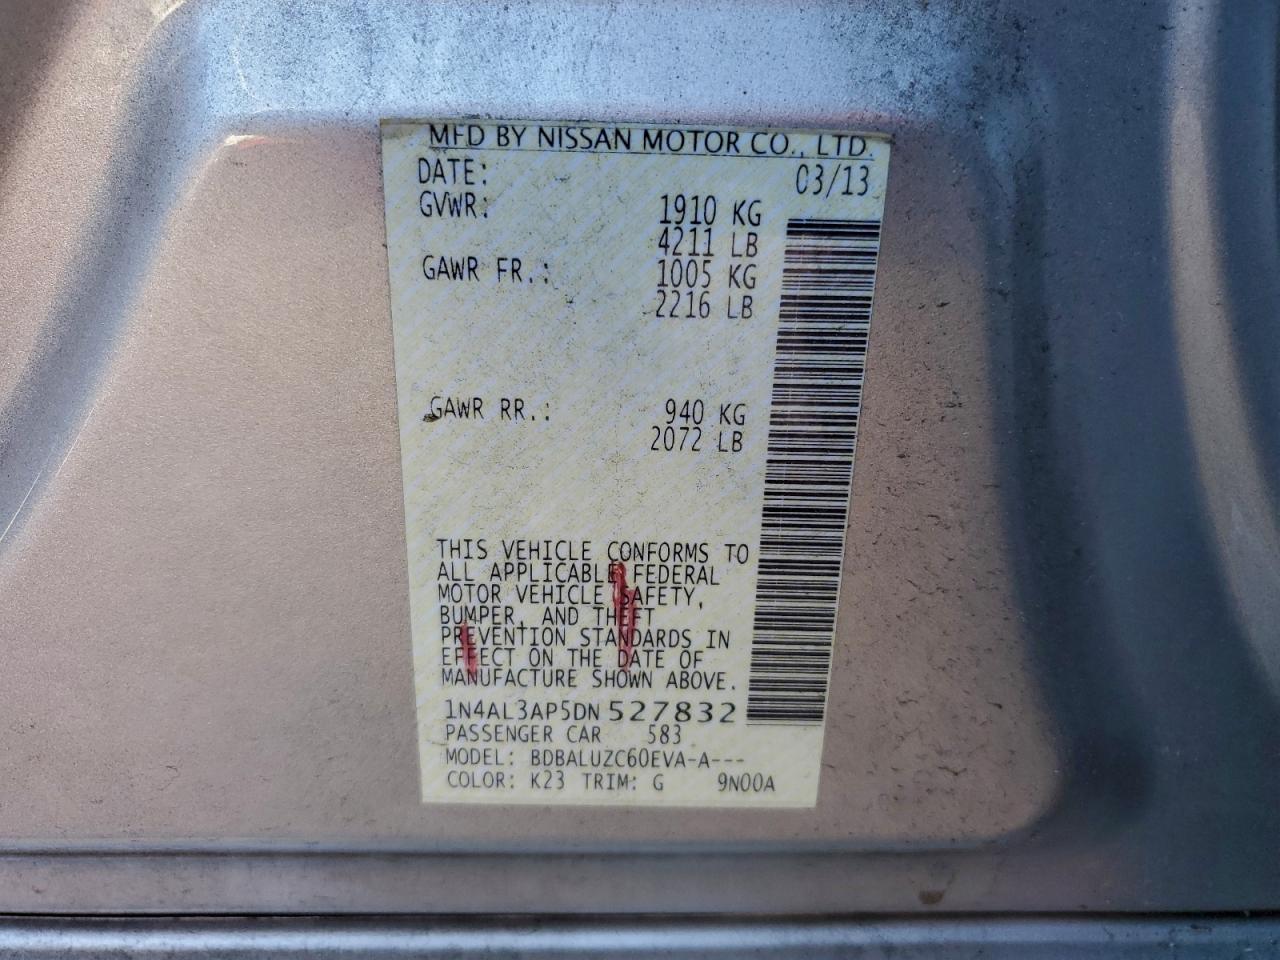 MFD BY NISSAN MOTOR CO., LTD.
DATE: 03/13
GVWR: 1910 KG
4211 LB
GAWR FR.: 1005 KG
2216 LB
GAWR RR.: 940 KG
2072 LB
THIS VEHICLE CONFORMS TO
ALL APPLICABLE FEDERAL
MOTOR VEHICLE SAFETY,
BUMPER, AND THEFT
PREVENTION STANDARDS IN
EFFECT ON THE DATE OF
MANUFACTURE SHOWN ABOVE.
1N4AL3AP5DN527832
PASSENGER CAR 583
MODEL: BDBALUZC60EVA-A---
COLOR: K23 TRIM: G 9N00A